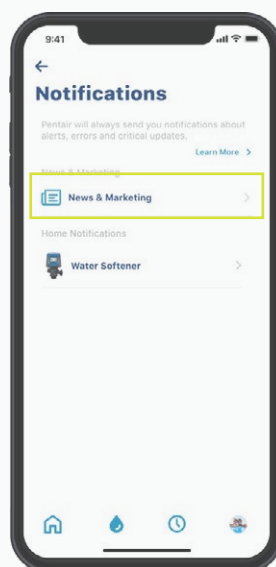 9:41
Notifications
Pentair will always send you notifications about
alerts, errors and critical updates.
Learn More >
News & Marketing
News & Marketing
Home Notifications
Water Softener